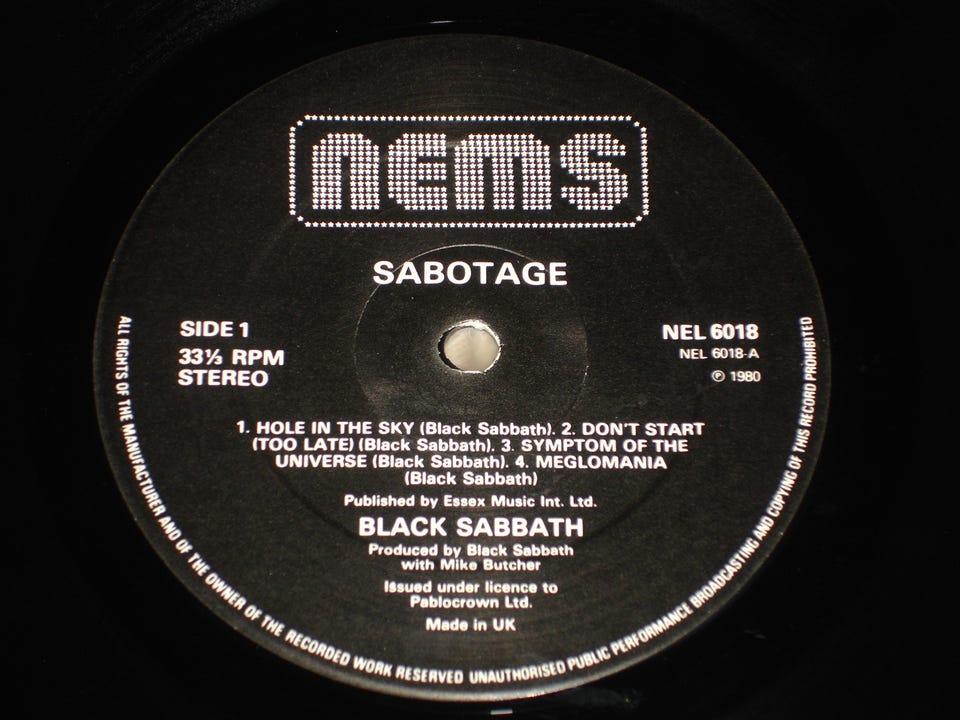 nems
SABOTAGE
SIDE 1
33⅓ RPM
STEREO
NEL 6018
NEL 6018-A
℗ 1980
1. HOLE IN THE SKY (Black Sabbath). 2. DON'T START
(TOO LATE) (Black Sabbath). 3. SYMPTOM OF THE
UNIVERSE (Black Sabbath). 4. MEGLOMANIA
(Black Sabbath)
Published by Essex Music Int. Ltd.
BLACK SABBATH
Produced by Black Sabbath
with Mike Butcher
Issued under licence to
Pablocrown Ltd.
Made in UK
ALL RIGHTS OF THE MANUFACTURER AND OF THE OWNER OF THE RECORDED WORK RESERVED UNAUTHORISED PUBLIC PERFORMANCE BROADCASTING AND COPYING OF THIS RECORD PROHIBITED